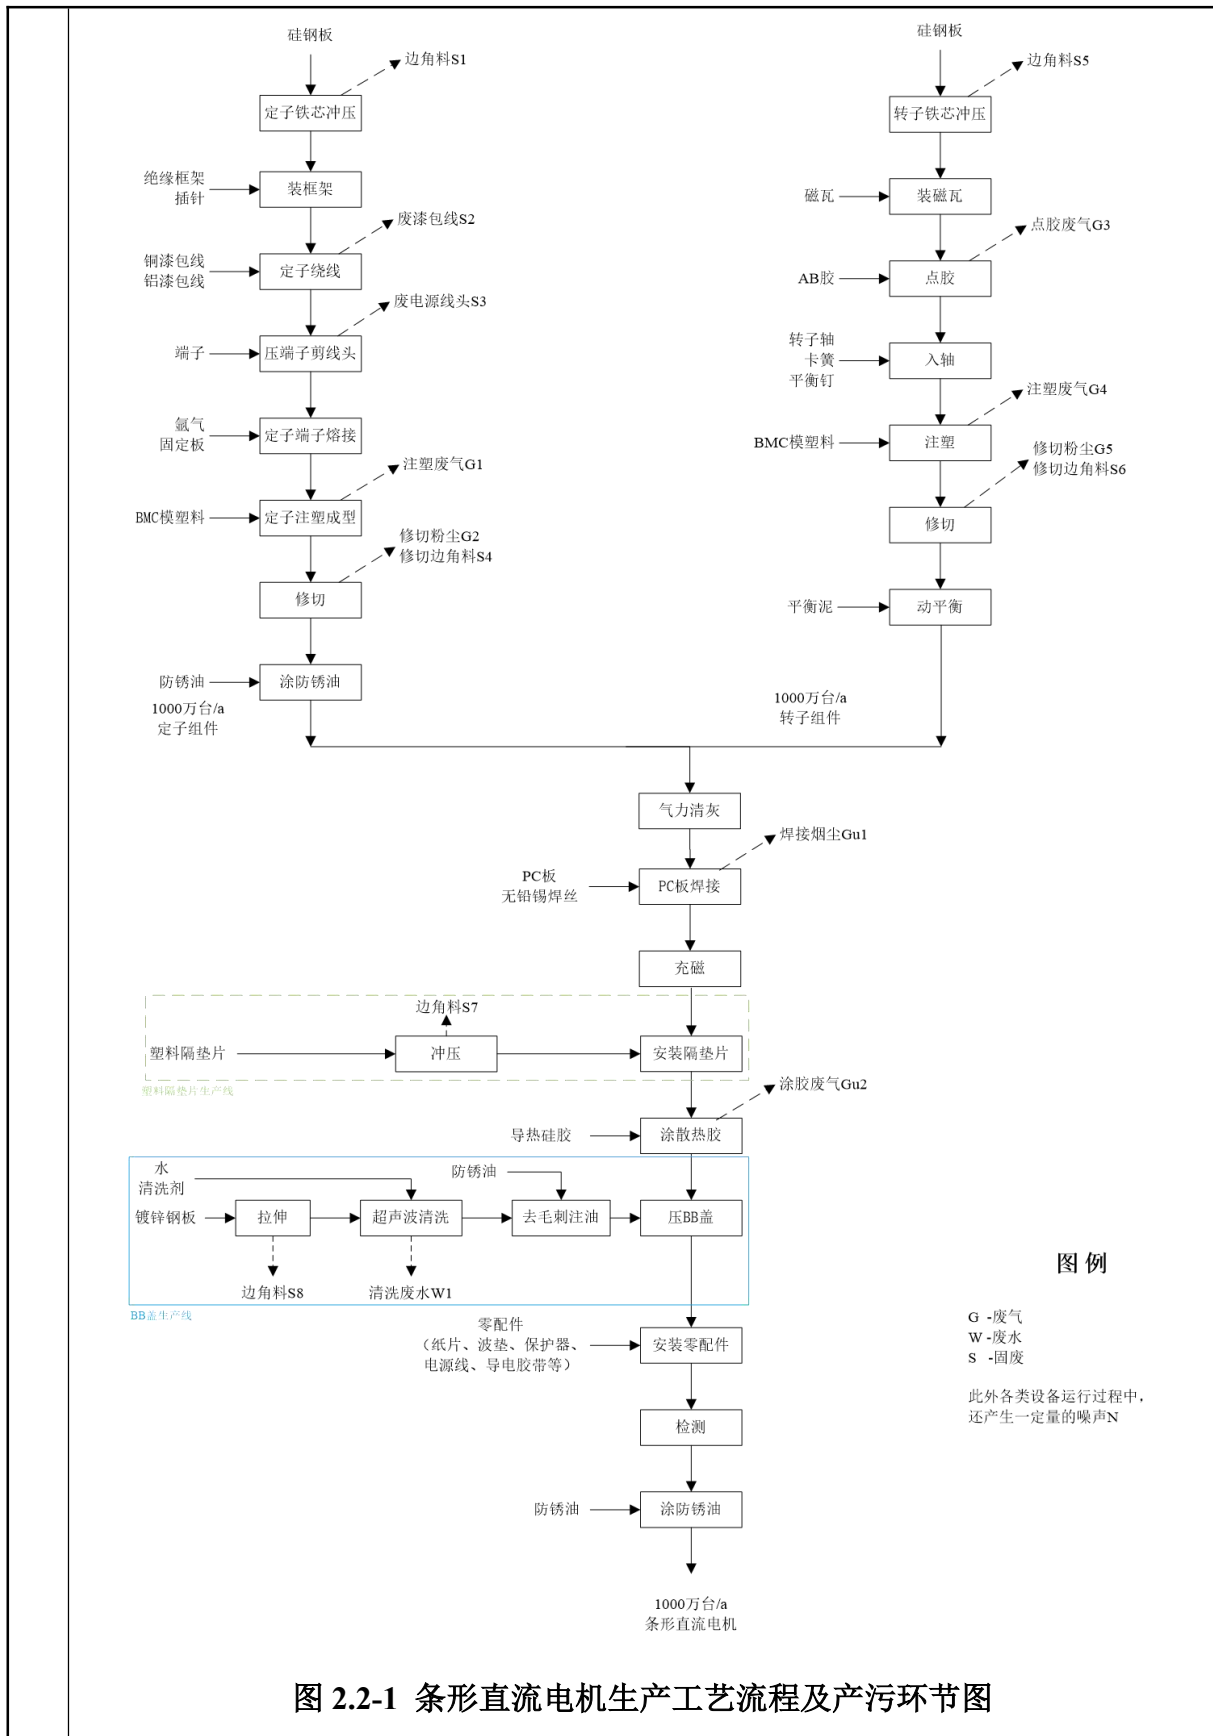 硅钢板
边角料S1
定子铁芯冲压
绝缘框架
插针
装框架
废漆包线S2
铜漆包线
铝漆包线
定子绕线
废电源线头S3
端子
压端子剪线头
氩气
固定板
定子端子熔接
注塑废气G1
BMC模塑料
定子注塑成型
修切粉尘G2
修切边角料S4
修切
防锈油
涂防锈油
1000万台/a
定子组件
硅钢板
边角料S5
转子铁芯冲压
磁瓦
装磁瓦
点胶废气G3
AB胶
点胶
转子轴
卡簧
平衡钉
入轴
注塑废气G4
BMC模塑料
注塑
修切粉尘G5
修切边角料S6
修切
平衡泥
动平衡
1000万台/a
转子组件
气力清灰
焊接烟尘Gu1
PC板
无铅锡焊丝
PC板焊接
充磁
边角料S7
塑料隔垫片
冲压
安装隔垫片
塑料隔垫片生产线
涂胶废气Gu2
导热硅胶
涂散热胶
水
清洗剂
防锈油
镀锌钢板
拉伸
超声波清洗
去毛刺注油
压BB盖
边角料S8
清洗废水W1
BB盖生产线
零配件
（纸片、波垫、保护器、
电源线、导电胶带等）
安装零配件
检测
防锈油
涂防锈油
1000万台/a
条形直流电机
图 例
G -废气
W -废水
S -固废
此外各类设备运行过程中，
还产生一定量的噪声N
图 2.2-1 条形直流电机生产工艺流程及产污环节图